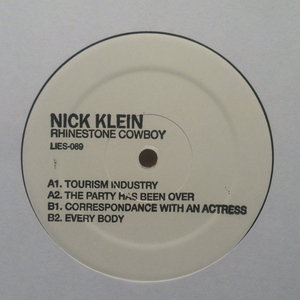 NICK KLEIN
RHINESTONE COWBOY
LIES-089
A1. TOURISM INDUSTRY
A2. THE PARTY HAS BEEN OVER
B1. CORRESPONDANCE WITH AN ACTRESS
B2. EVERY BODY